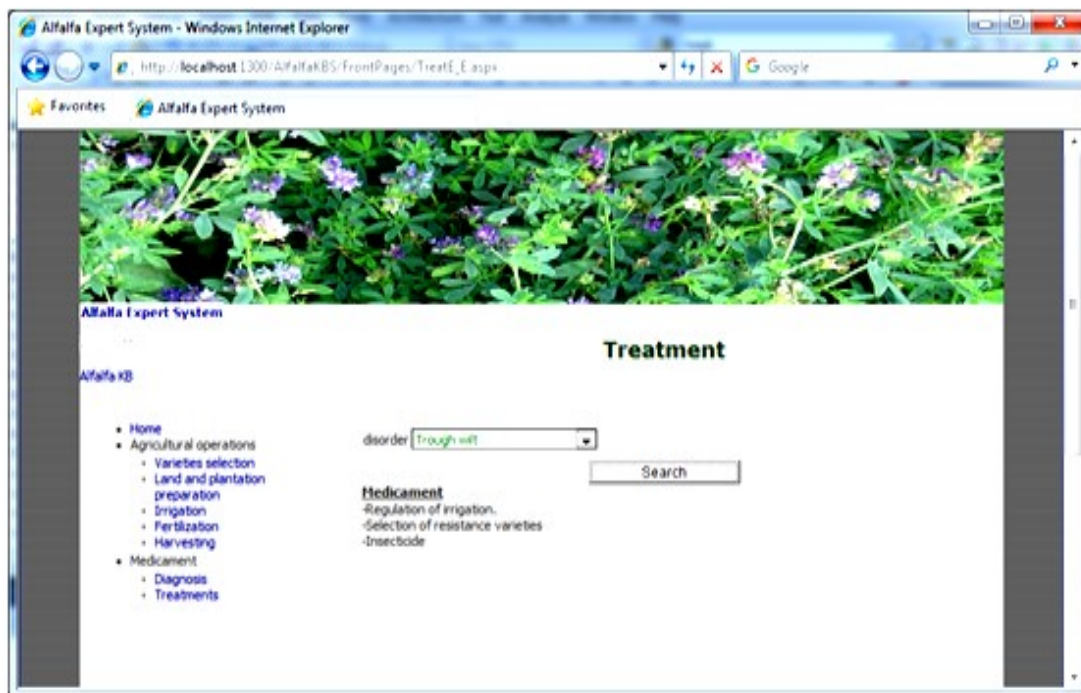 Alfalfa Expert System - Windows Internet Explorer
http://localhost:1300/AlfalfaKBS/FrontPages/TreatE_E.aspx
Google
Favorites
Alfalfa Expert System
Alfalfa Expert System
Treatment
Alfalfa KB
Home
Agricultural operations
Varieties selection
Land and plantation
preparation
Irrigation
Fertilization
Harvesting
Medicament
Diagnosis
Treatments
disorder Trough wilt
Search
Medicament
-Regulation of irrigation.
-Selection of resistance varieties
-Insecticide